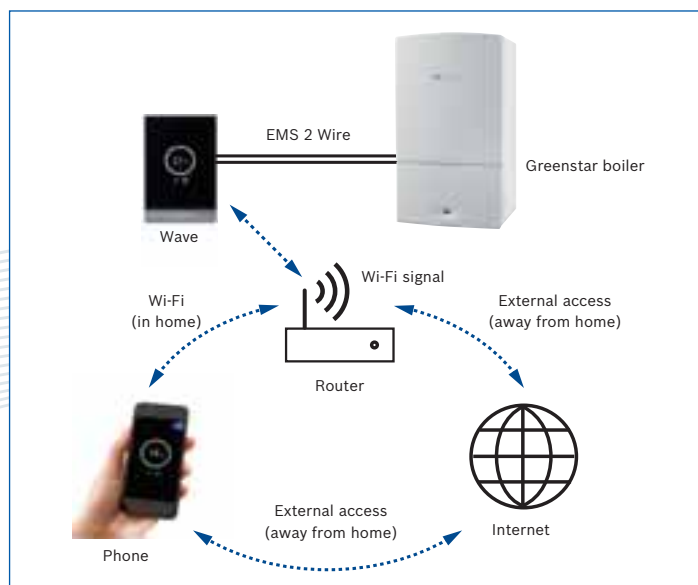 EMS 2 Wire
Greenstar boiler
Wave
Wi-Fi signal
Wi-Fi
(in home)
External access
(away from home)
Router
External access
(away from home)
Internet
Phone